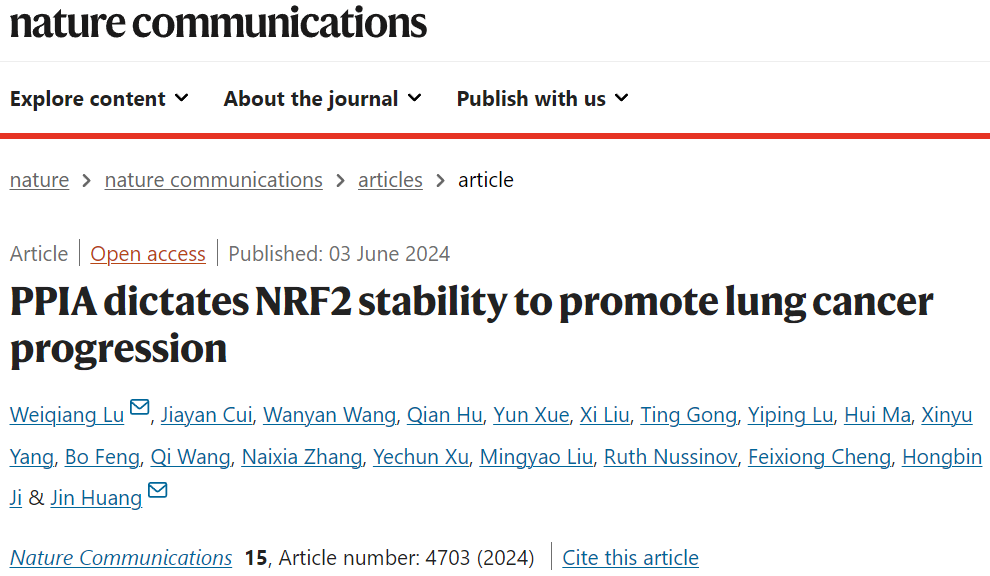 nature communications
Explore content About the journal Publish with us
nature > nature communications > articles > article
Article | Open access | Published: 03 June 2024
PPIA dictates NRF2 stability to promote lung cancer
progression
Weiqiang Lu, Jiayan Cui, Wanyan Wang, Qian Hu, Yun Xue, Xi Liu, Ting Gong, Yiping Lu, Hui Ma, Xinyu
Yang, Bo Feng, Qi Wang, Naixia Zhang, Yechun Xu, Mingyao Liu, Ruth Nussinov, Feixiong Cheng, Hongbin
Ji & Jin Huang
Nature Communications 15, Article number: 4703 (2024) | Cite this article